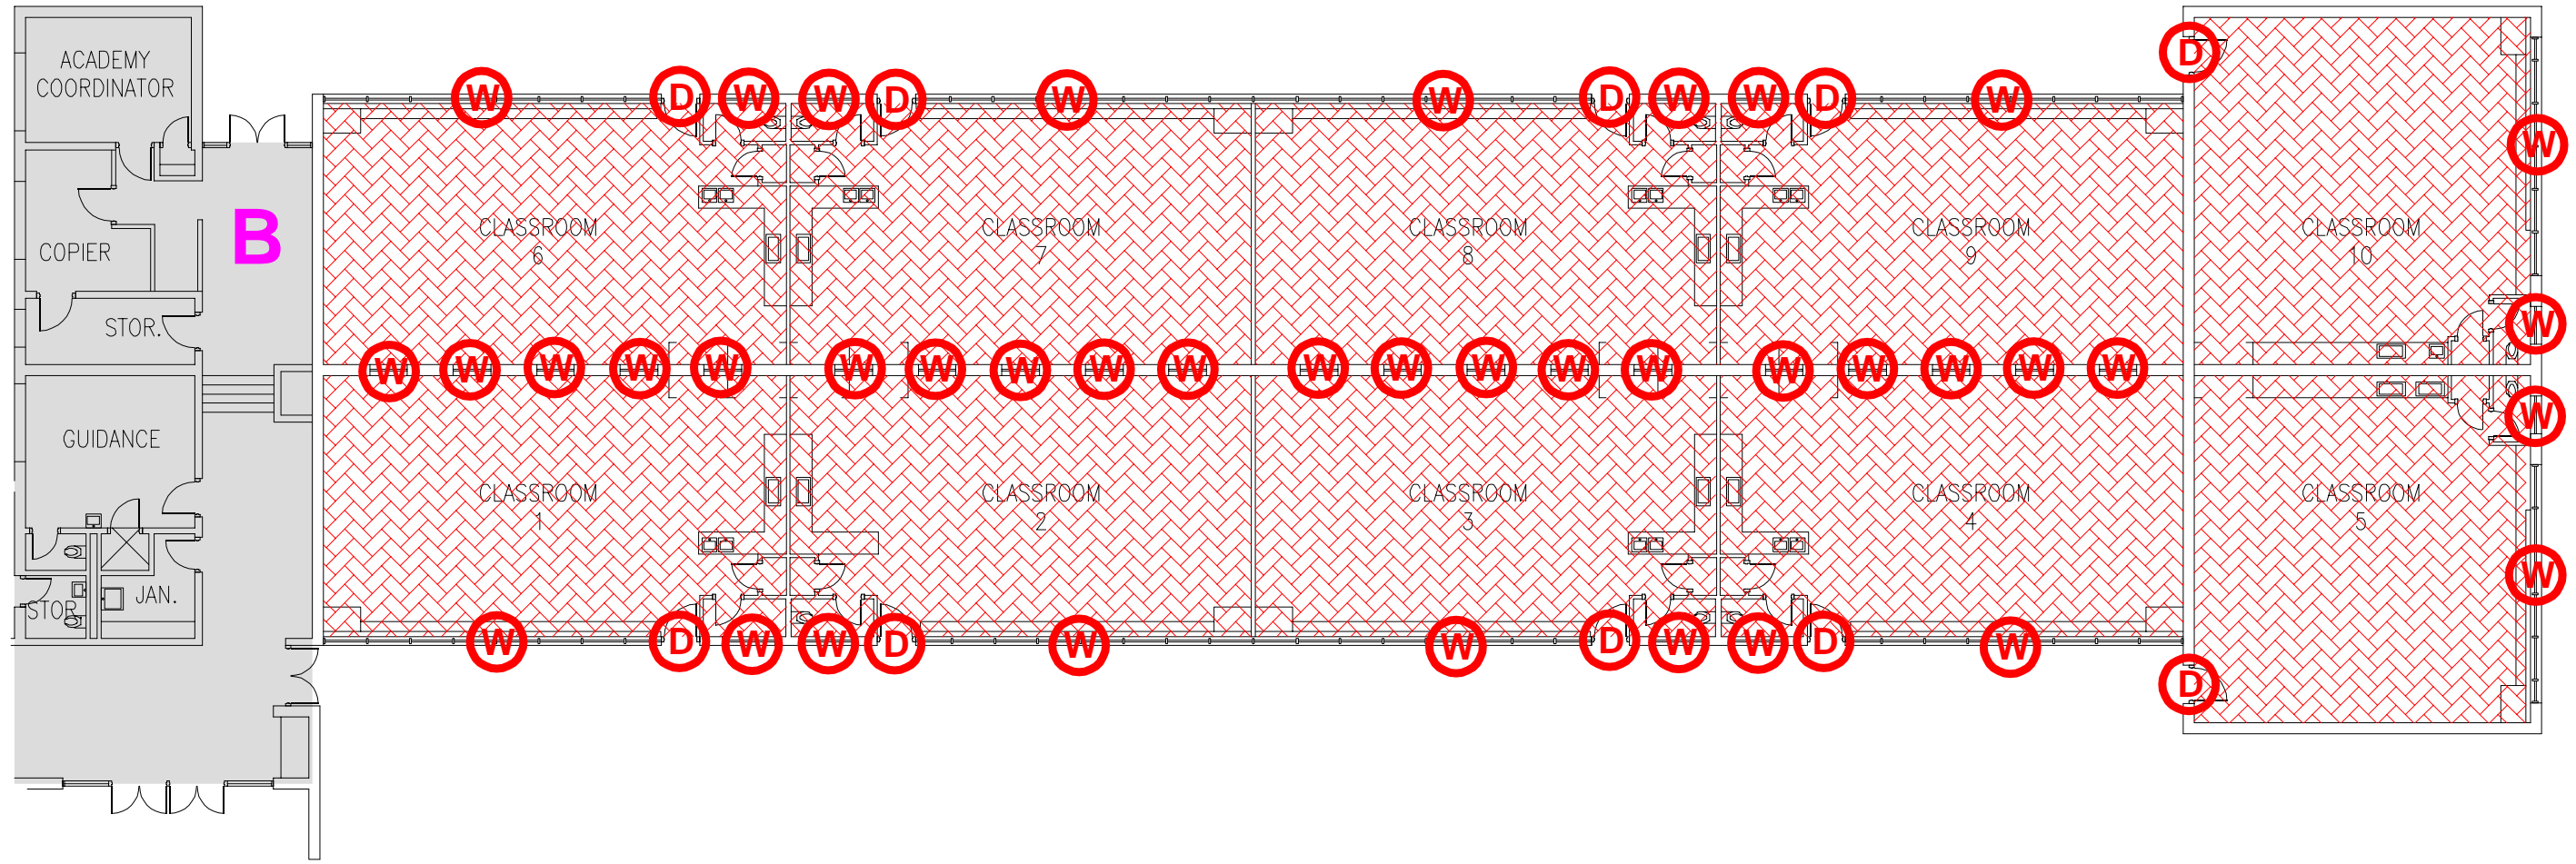 ACADEMY
COORDINATOR
W D W W D W W D W W D W D
W
B
COPIER
CLASSROOM
6
CLASSROOM
7
CLASSROOM
8
CLASSROOM
9
CLASSROOM
10
STOR.
W
W W W W W W W W W W W W W W W W W W W W
W
GUIDANCE
CLASSROOM
1
CLASSROOM
2
CLASSROOM
3
CLASSROOM
4
CLASSROOM
5
W
STOR.
JAN.
W D W W D W W D W W D W
D